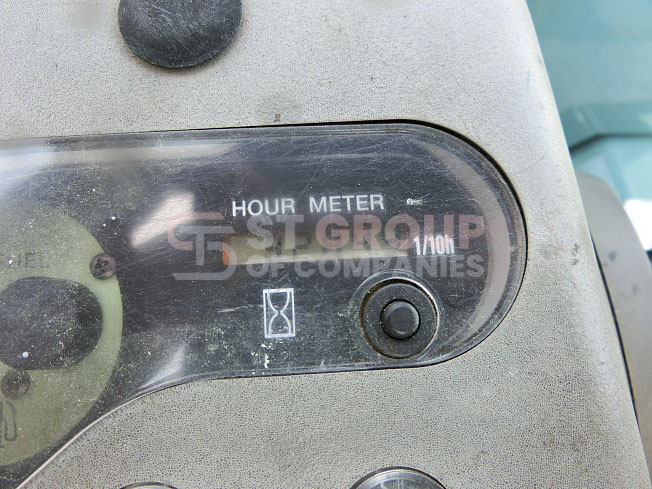 HOUR METER
ST GROUP
1/10h
OF COMPANIES